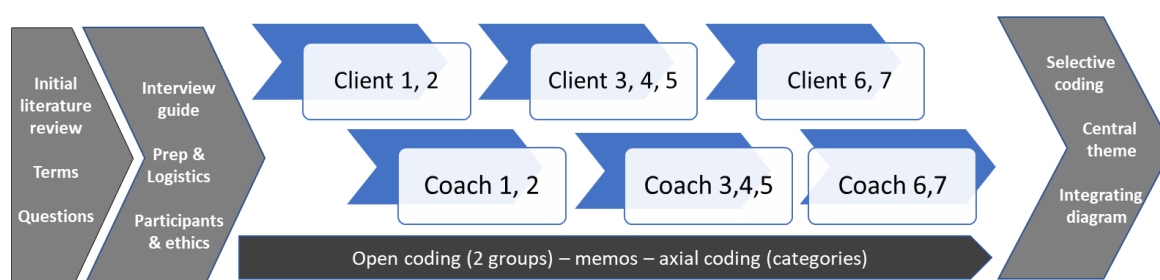 Initial
literature
review
Terms
Questions
Interview
guide
Prep &
Logistics
Participants
& ethics
Client 1, 2
Client 3, 4, 5
Client 6, 7
Coach 1, 2
Coach 3,4,5
Coach 6,7
Open coding (2 groups) – memos – axial coding (categories)
Selective
coding
Central
theme
Integrating
diagram